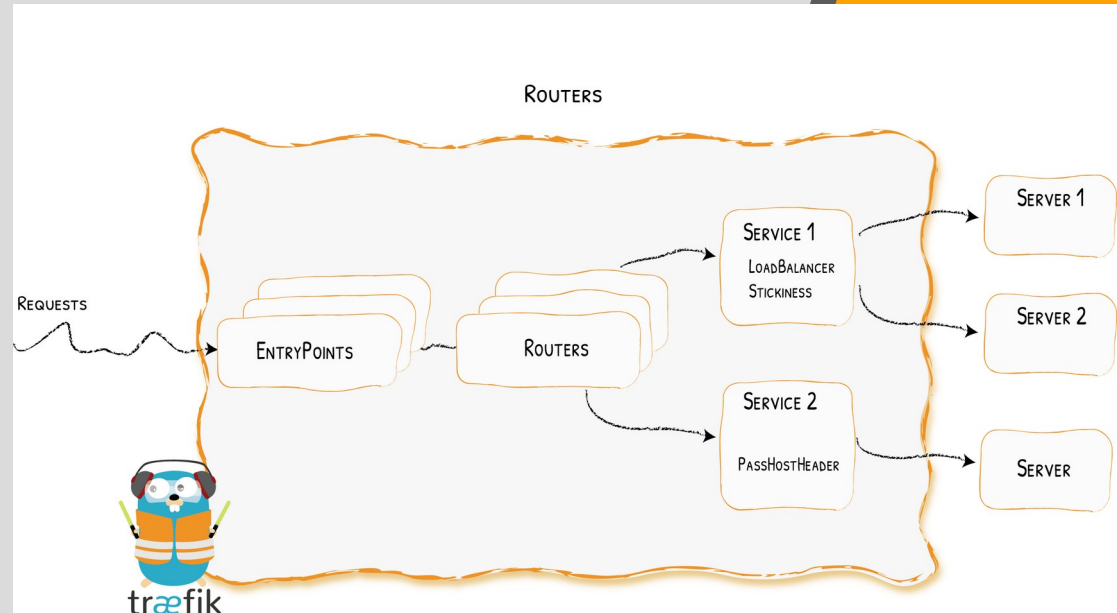 ROUTERS
REQUESTS
ENTRYPOINTS
ROUTERS
SERVICE 1
LOADBALANCER
STICKINESS
SERVICE 2
PASSHOSTHEADER
SERVER 1
SERVER 2
SERVER
træfik